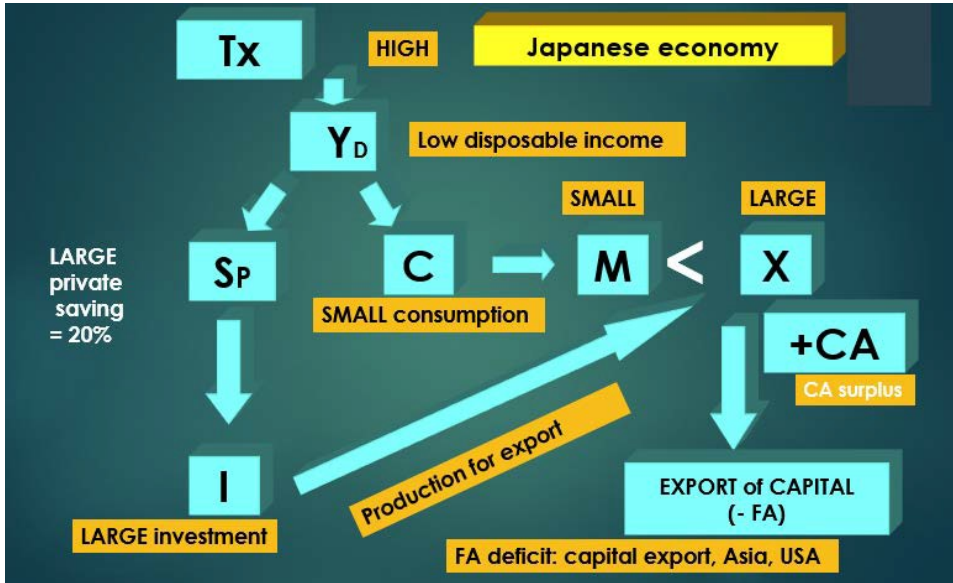 Tx
HIGH
Japanese economy
YD
Low disposable income
SMALL
LARGE
LARGE
private
saving
= 20%
SP
C
M
<
X
SMALL consumption
+CA
CA surplus
Production for export
I
LARGE investment
EXPORT of CAPITAL
(- FA)
FA deficit: capital export, Asia, USA